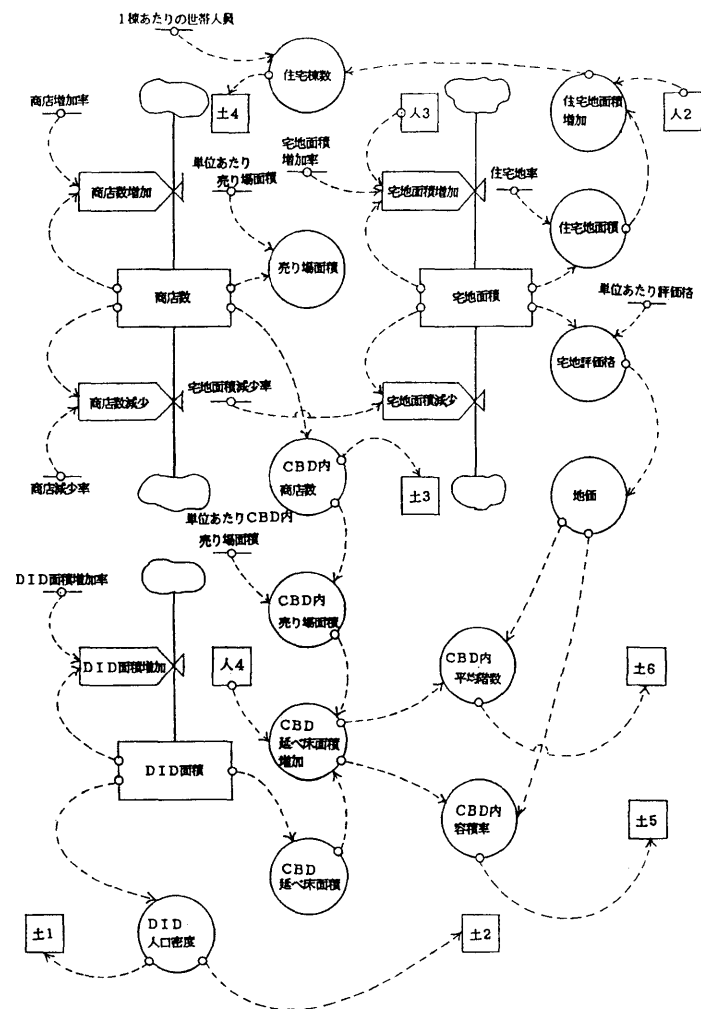 1棟あたりの世帯人員
住宅棟数
商店増加率
土4
人3
住宅地面積
増加
人2
宅地面積
増加率
単位あたり
売り場面積
住宅地率
商店数増加
宅地面積増加
住宅地面積
売り場面積
商店数
宅地面積
単位あたり評価格
宅地評価格
商店数減少
宅地面積減少率
宅地面積減少
商店減少率
CBD内
商店数
土3
地価
単位あたりCBD内
売り場面積
DID面積増加率
CBD内
売り場面積
DID面積増加
人4
CBD内
平均階数
土6
CBD
延べ床面積
増加
DID面積
CBD内
容積率
土5
CBD
延べ床面積
土1
DID
人口密度
土2